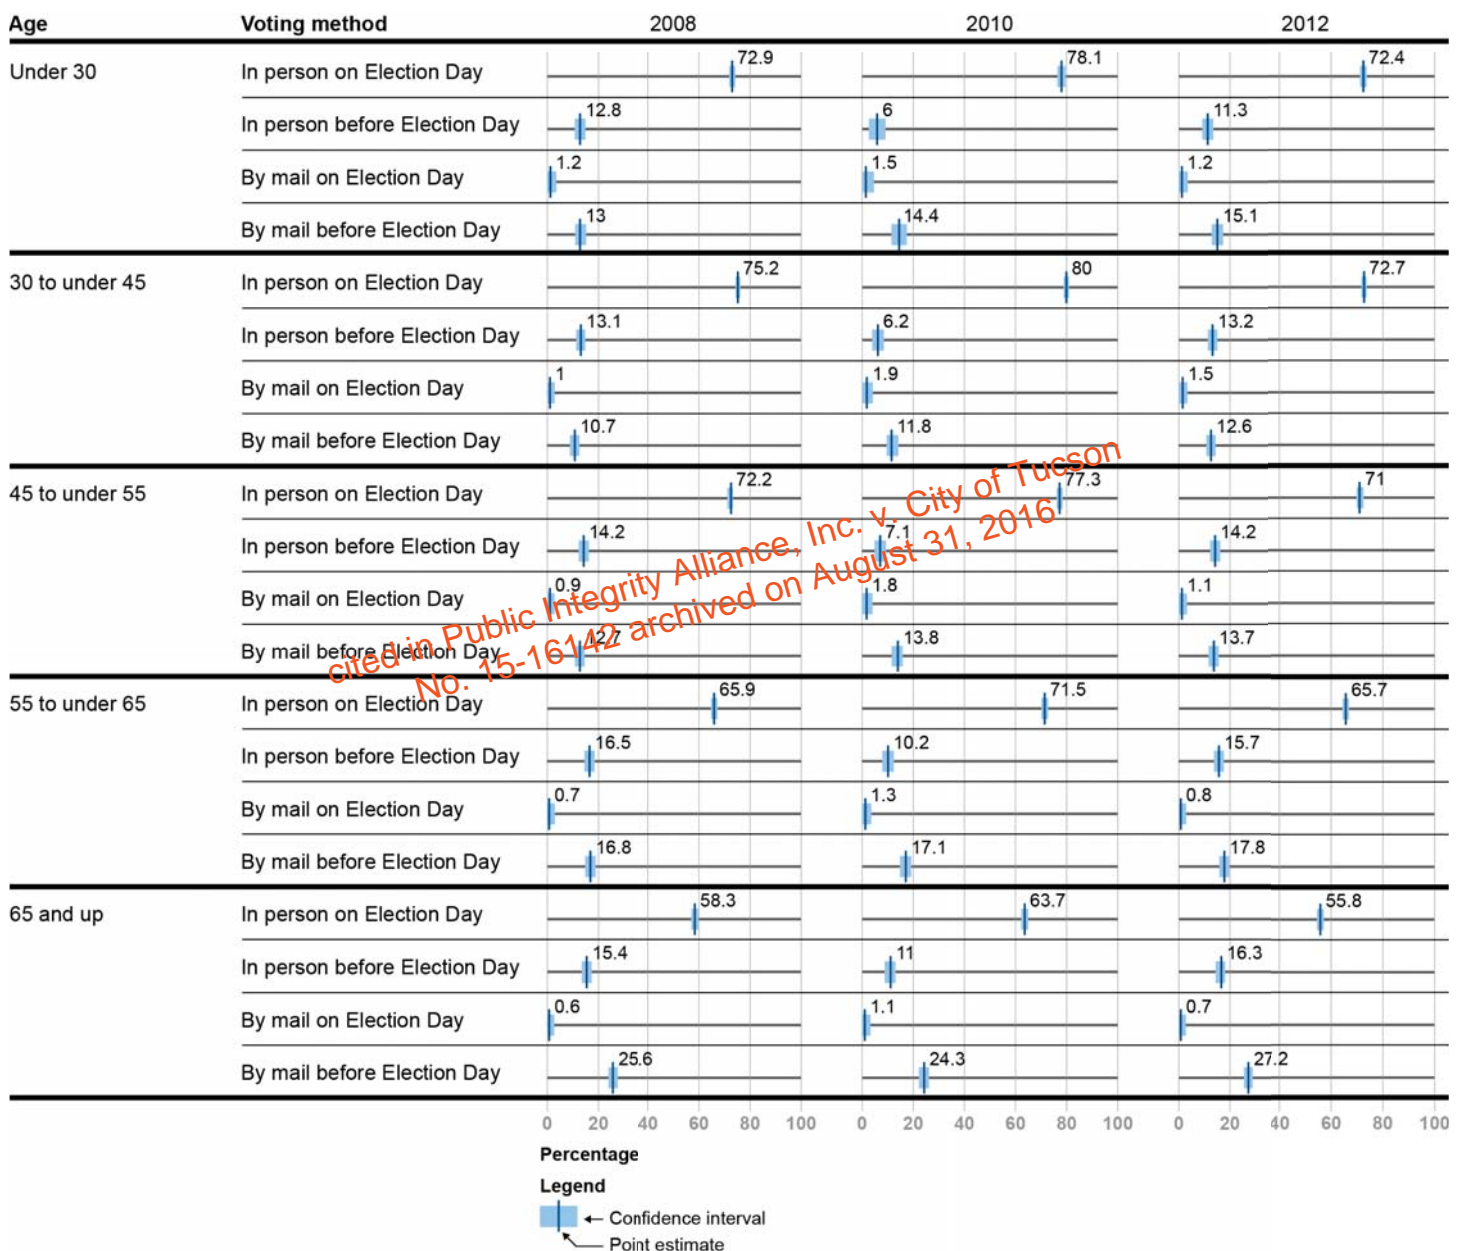 Age Voting method 2008 2010 2012
Under 30 In person on Election Day 72.9 78.1 72.4
In person before Election Day 12.8 6 11.3
By mail on Election Day 1.2 1.5 1.2
By mail before Election Day 13 14.4 15.1
30 to under 45 In person on Election Day 75.2 80 72.7
In person before Election Day 13.1 6.2 13.2
By mail on Election Day 1 1.9 1.5
By mail before Election Day 10.7 11.8 12.6
45 to under 55 In person on Election Day 72.2 77.3 71
In person before Election Day 14.2 7.1 14.2
By mail on Election Day 0.9 1.8 1.1
By mail before Election Day 12.7 13.8 13.7
cited in Public Integrity Alliance, Inc. v. City of Tucson
No. 15-16142 archived on August 31, 2016
55 to under 65 In person on Election Day 65.9 71.5 65.7
In person before Election Day 16.5 10.2 15.7
By mail on Election Day 0.7 1.3 0.8
By mail before Election Day 16.8 17.1 17.8
65 and up In person on Election Day 58.3 63.7 55.8
In person before Election Day 15.4 11 16.3
By mail on Election Day 0.6 1.1 0.7
By mail before Election Day 25.6 24.3 27.2
0 20 40 60 80 100 0 20 40 60 80 100 0 20 40 60 80 100
Percentage
Legend
Confidence interval
Point estimate